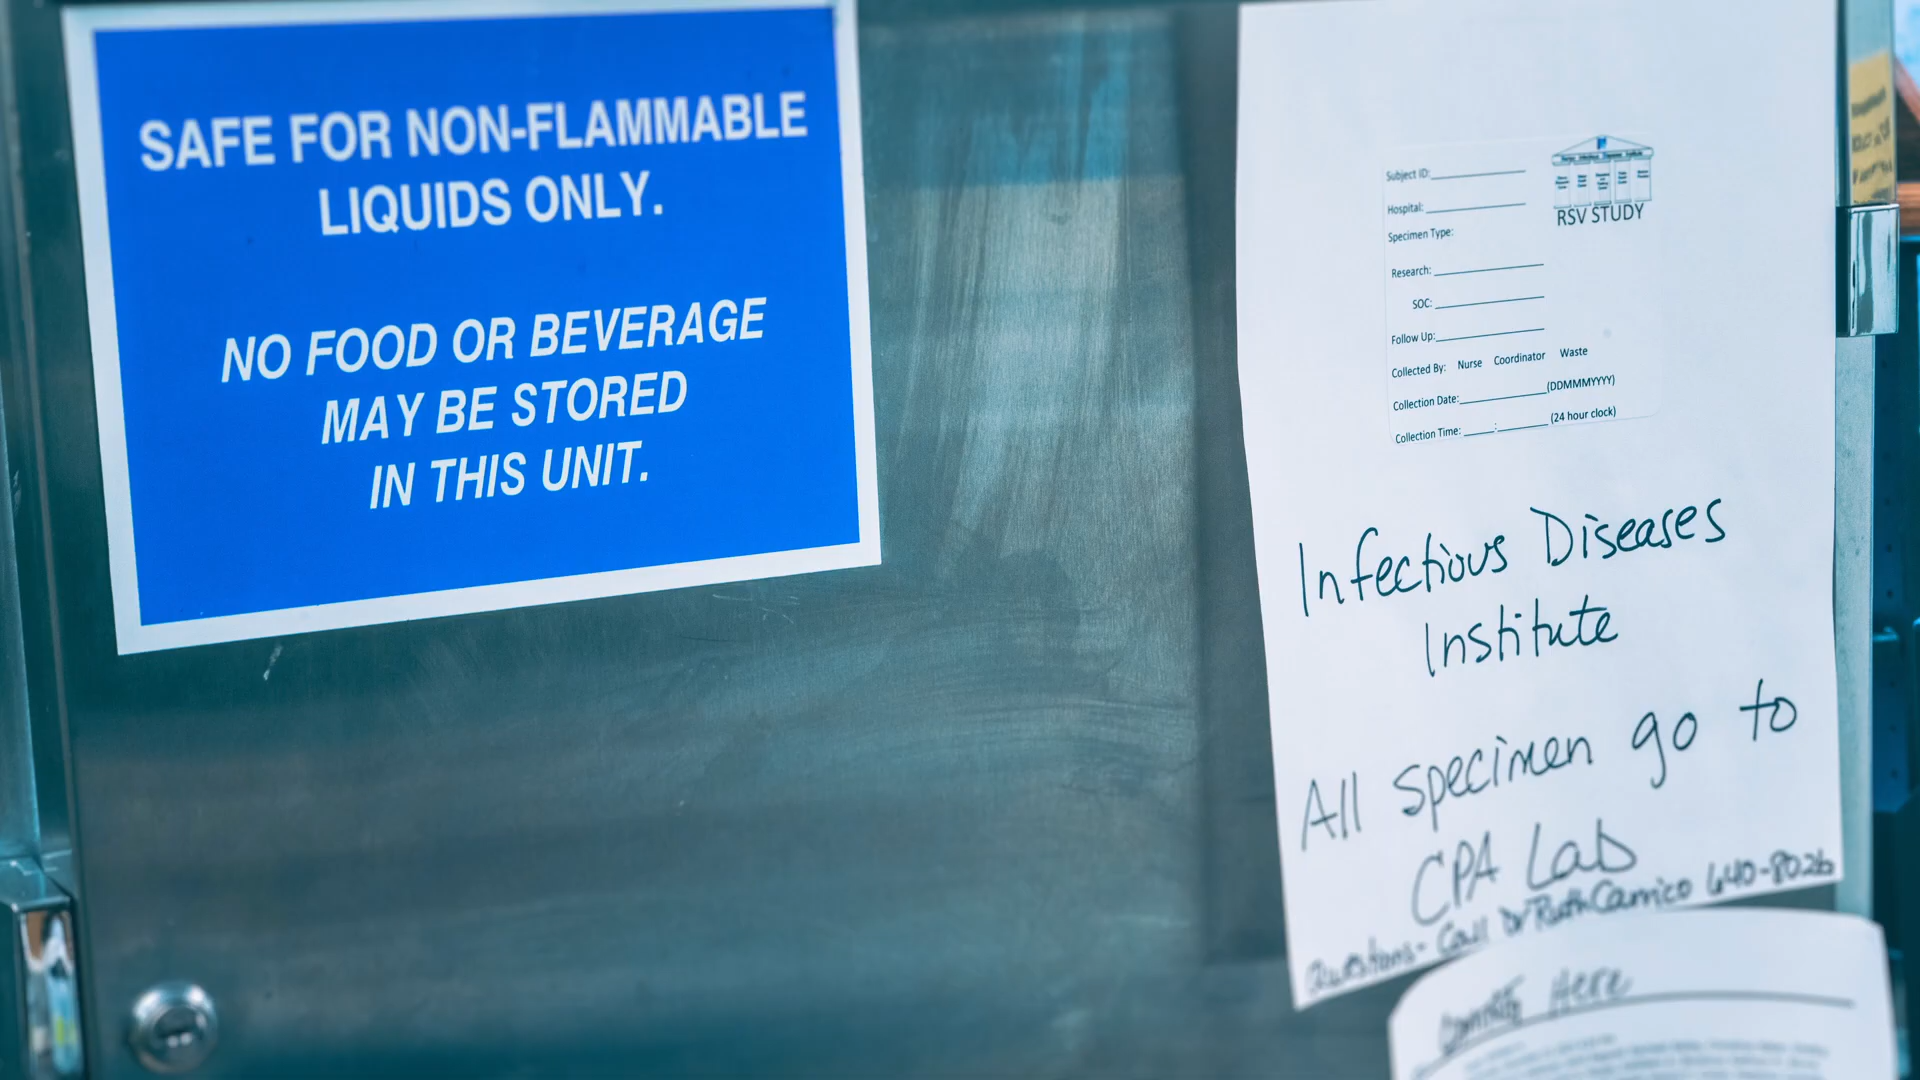 SAFE FOR NON-FLAMMABLE
LIQUIDS ONLY.
NO FOOD OR BEVERAGE
MAY BE STORED
IN THIS UNIT.
Subject ID:
Hospital:
Specimen Type:
Research:
SOC:
Follow Up:
Collected By: Nurse Coordinator Waste
Collection Date: (DDMMMYYYY)
Collection Time: : (24 hour clock)
RSV STUDY
Infectious Diseases
Institute
All specimen go to
CPA Lab
Questions- Call Dr Ruth Carrico 640-8026
Here